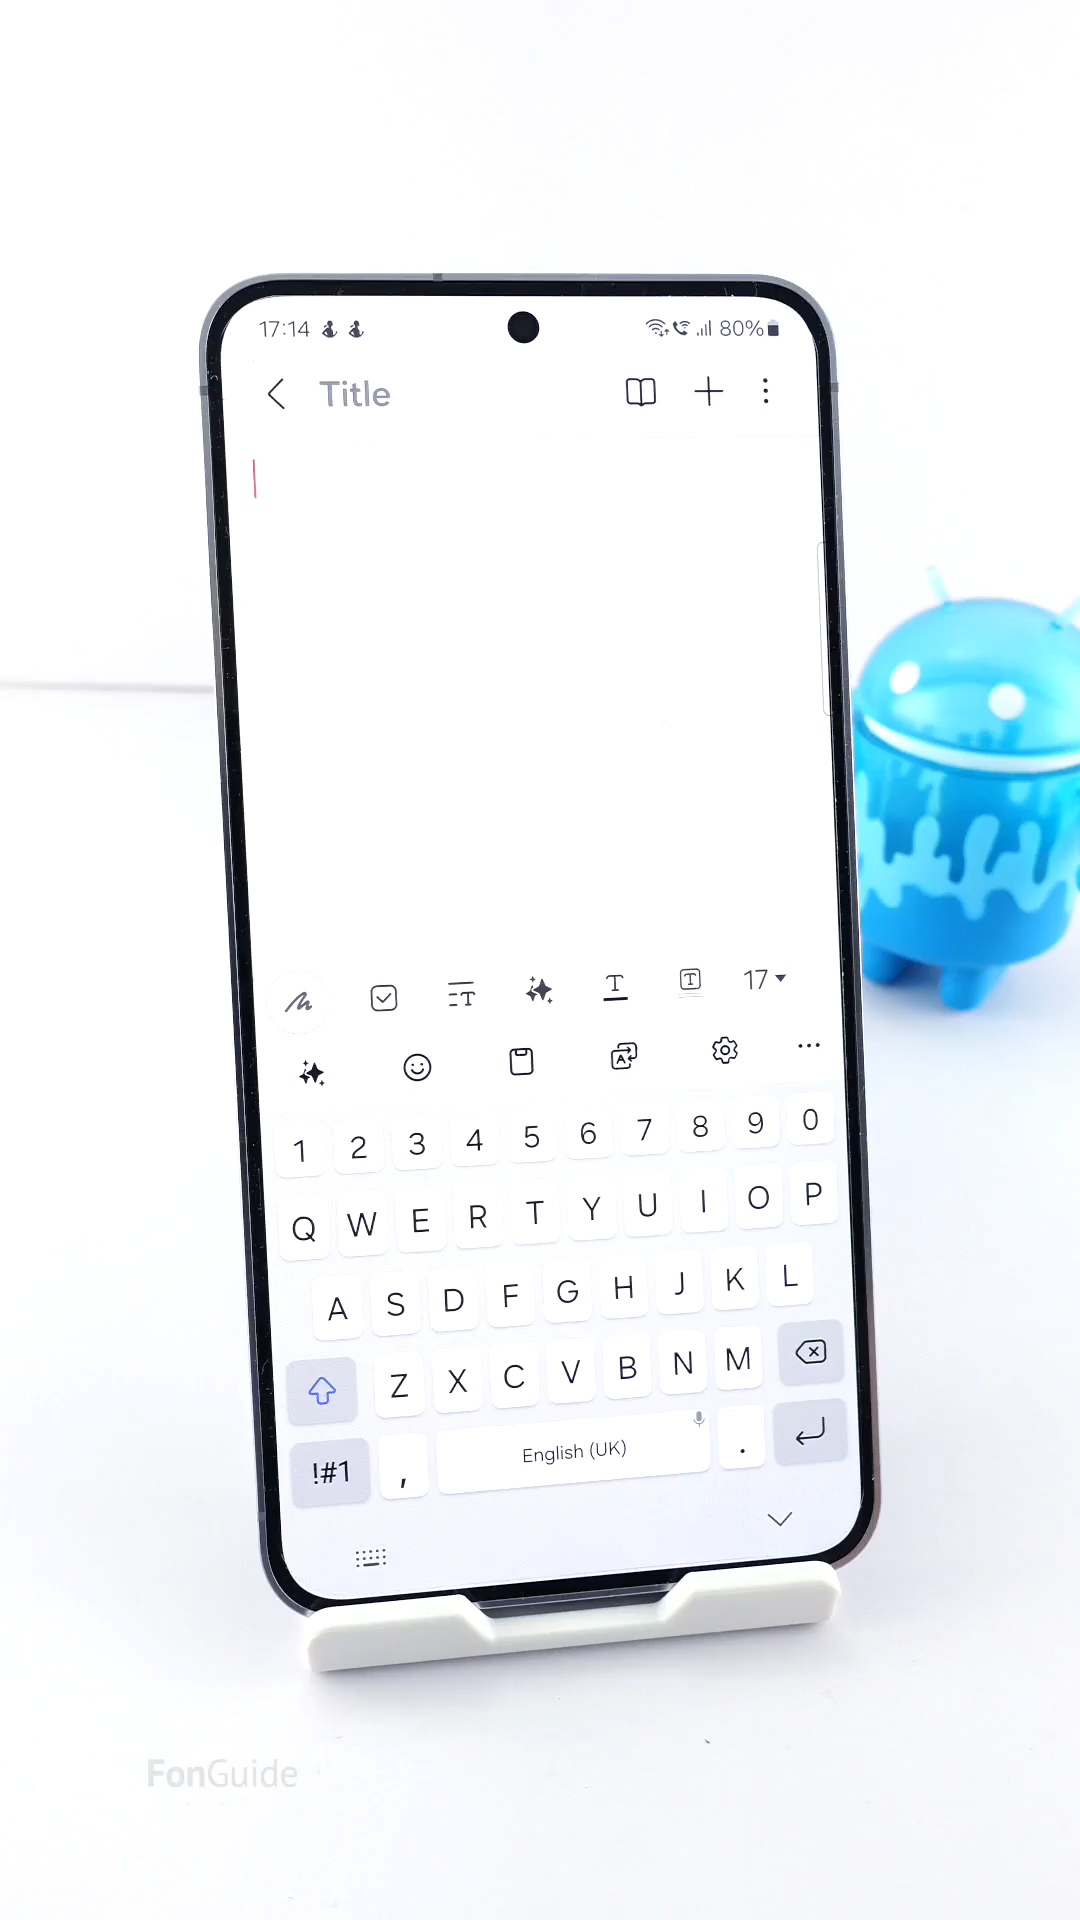 17:14 80%
Title
17
1 2 3 4 5 6 7 8 9 0
Q W E R T Y U I O P
A S D F G H J K L
Z X C V B N M
!#1 , English (UK) .
FonGuide